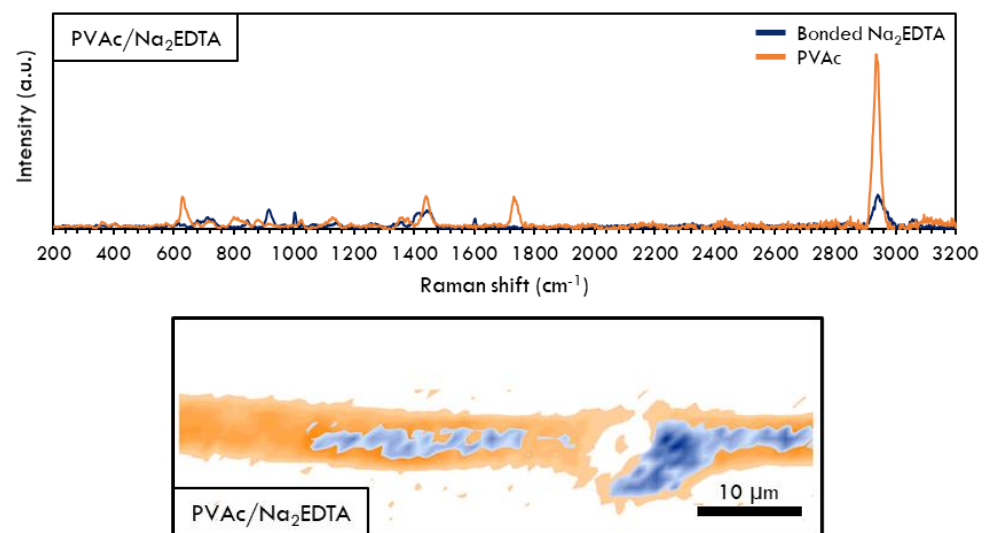 PVAc/Na₂EDTA
Bonded Na₂EDTA
PVAc
Intensity (a.u.)
200 400 600 800 1000 1200 1400 1600 1800 2000 2200 2400 2600 2800 3000 3200
Raman shift (cm⁻¹)
10 µm
PVAc/Na₂EDTA